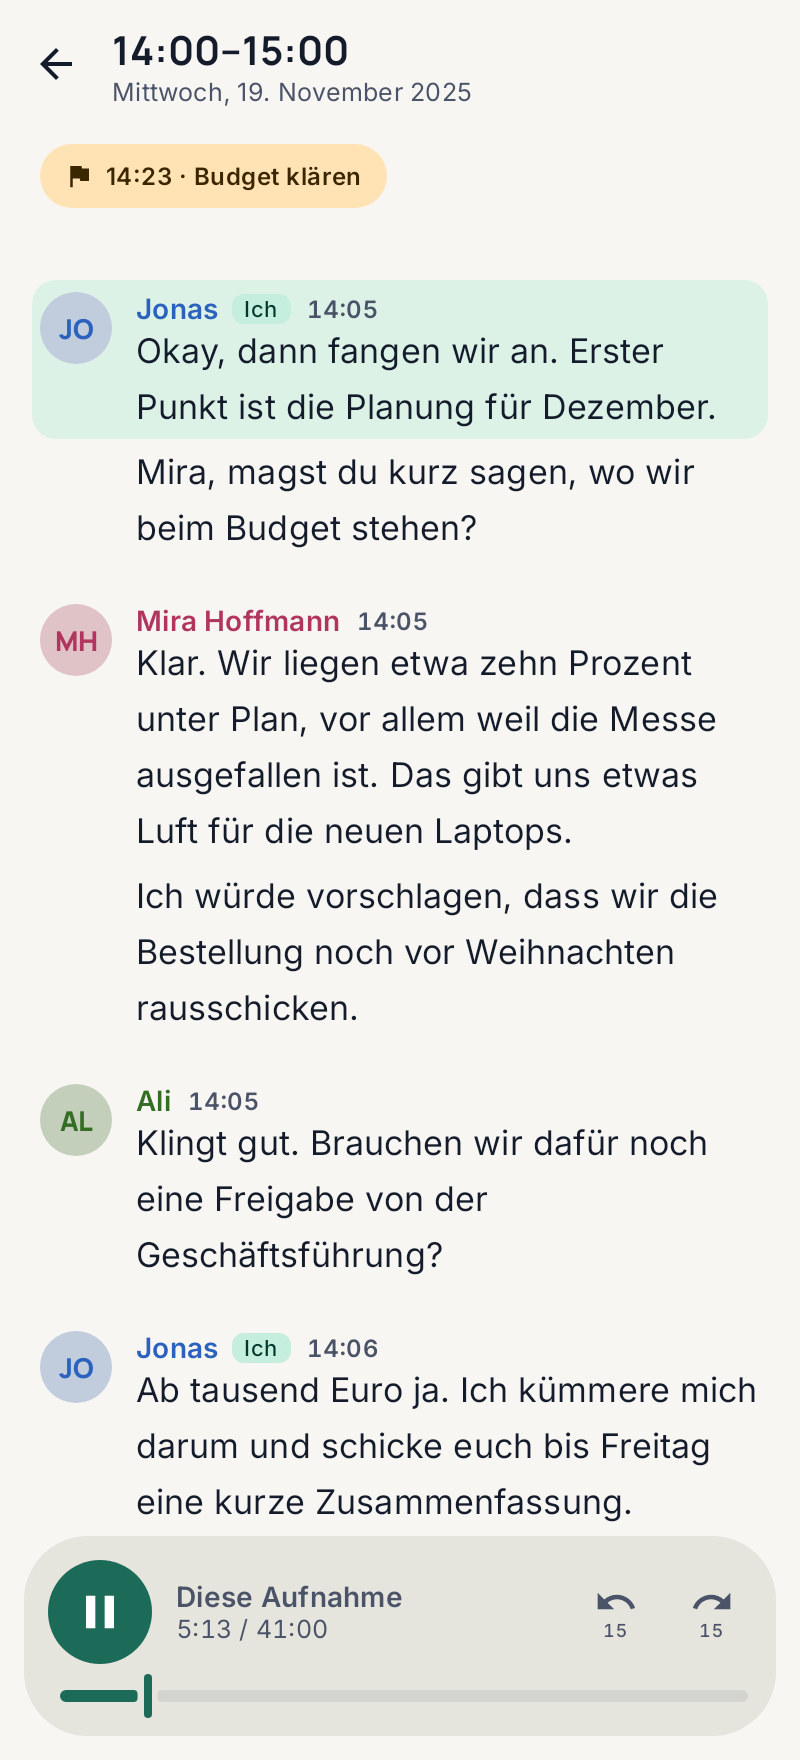 14:00–15:00
Mittwoch, 19. November 2025
14:23 · Budget klären
JO
Jonas Ich 14:05
Okay, dann fangen wir an. Erster
Punkt ist die Planung für Dezember.
Mira, magst du kurz sagen, wo wir
beim Budget stehen?
MH
Mira Hoffmann 14:05
Klar. Wir liegen etwa zehn Prozent
unter Plan, vor allem weil die Messe
ausgefallen ist. Das gibt uns etwas
Luft für die neuen Laptops.
Ich würde vorschlagen, dass wir die
Bestellung noch vor Weihnachten
rausschicken.
AL
Ali 14:05
Klingt gut. Brauchen wir dafür noch
eine Freigabe von der
Geschäftsführung?
JO
Jonas Ich 14:06
Ab tausend Euro ja. Ich kümmere mich
darum und schicke euch bis Freitag
eine kurze Zusammenfassung.
Diese Aufnahme
5:13 / 41:00
15
15